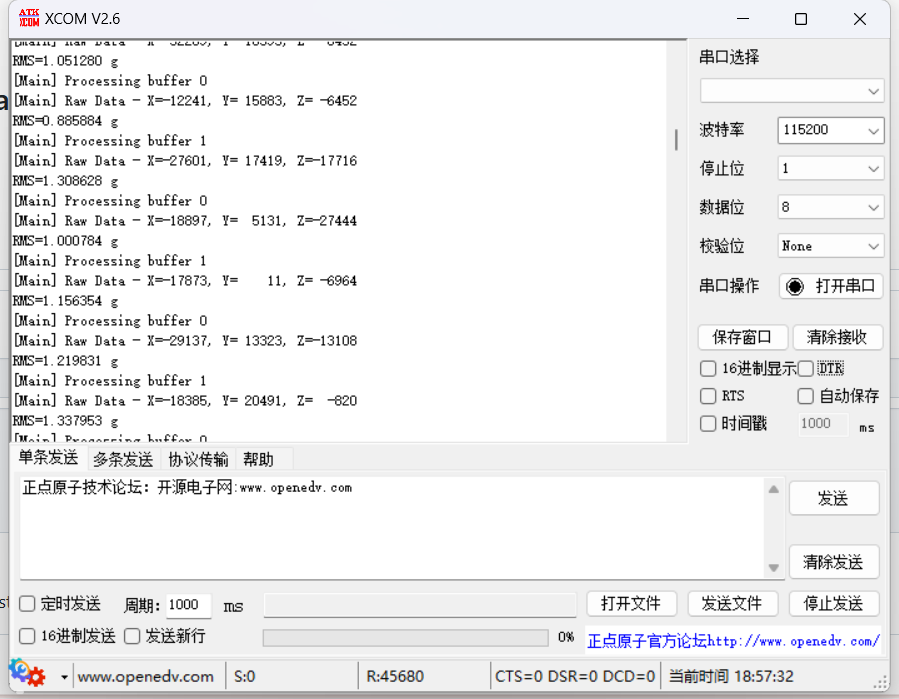 XCOM V2.6
[Main] Raw Data - X=-32289, Y= 18395, Z= -8452
RMS=1.051280 g
[Main] Processing buffer 0
[Main] Raw Data - X=-12241, Y= 15883, Z= -6452
RMS=0.885884 g
[Main] Processing buffer 1
[Main] Raw Data - X=-27601, Y= 17419, Z=-17716
RMS=1.308628 g
[Main] Processing buffer 0
[Main] Raw Data - X=-18897, Y=  5131, Z=-27444
RMS=1.000784 g
[Main] Processing buffer 1
[Main] Raw Data - X=-17873, Y=    11, Z= -6964
RMS=1.156354 g
[Main] Processing buffer 0
[Main] Raw Data - X=-29137, Y= 13323, Z=-13108
RMS=1.219831 g
[Main] Processing buffer 1
[Main] Raw Data - X=-18385, Y= 20491, Z=  -820
RMS=1.337953 g
[Main] Processing buffer 0
串口选择
波特率 115200
停止位 1
数据位 8
校验位 None
串口操作 打开串口
保存窗口 清除接收
16进制显示 DTR
RTS 自动保存
时间戳 1000 ms
单条发送 多条发送 协议传输 帮助
正点原子技术论坛：开源电子网:www.openedv.com
发送
清除发送
定时发送 周期: 1000 ms 打开文件 发送文件 停止发送
16进制发送 发送新行 0% 正点原子官方论坛http://www.openedv.com/
www.openedv.com S:0 R:45680 CTS=0 DSR=0 DCD=0 当前时间 18:57:32